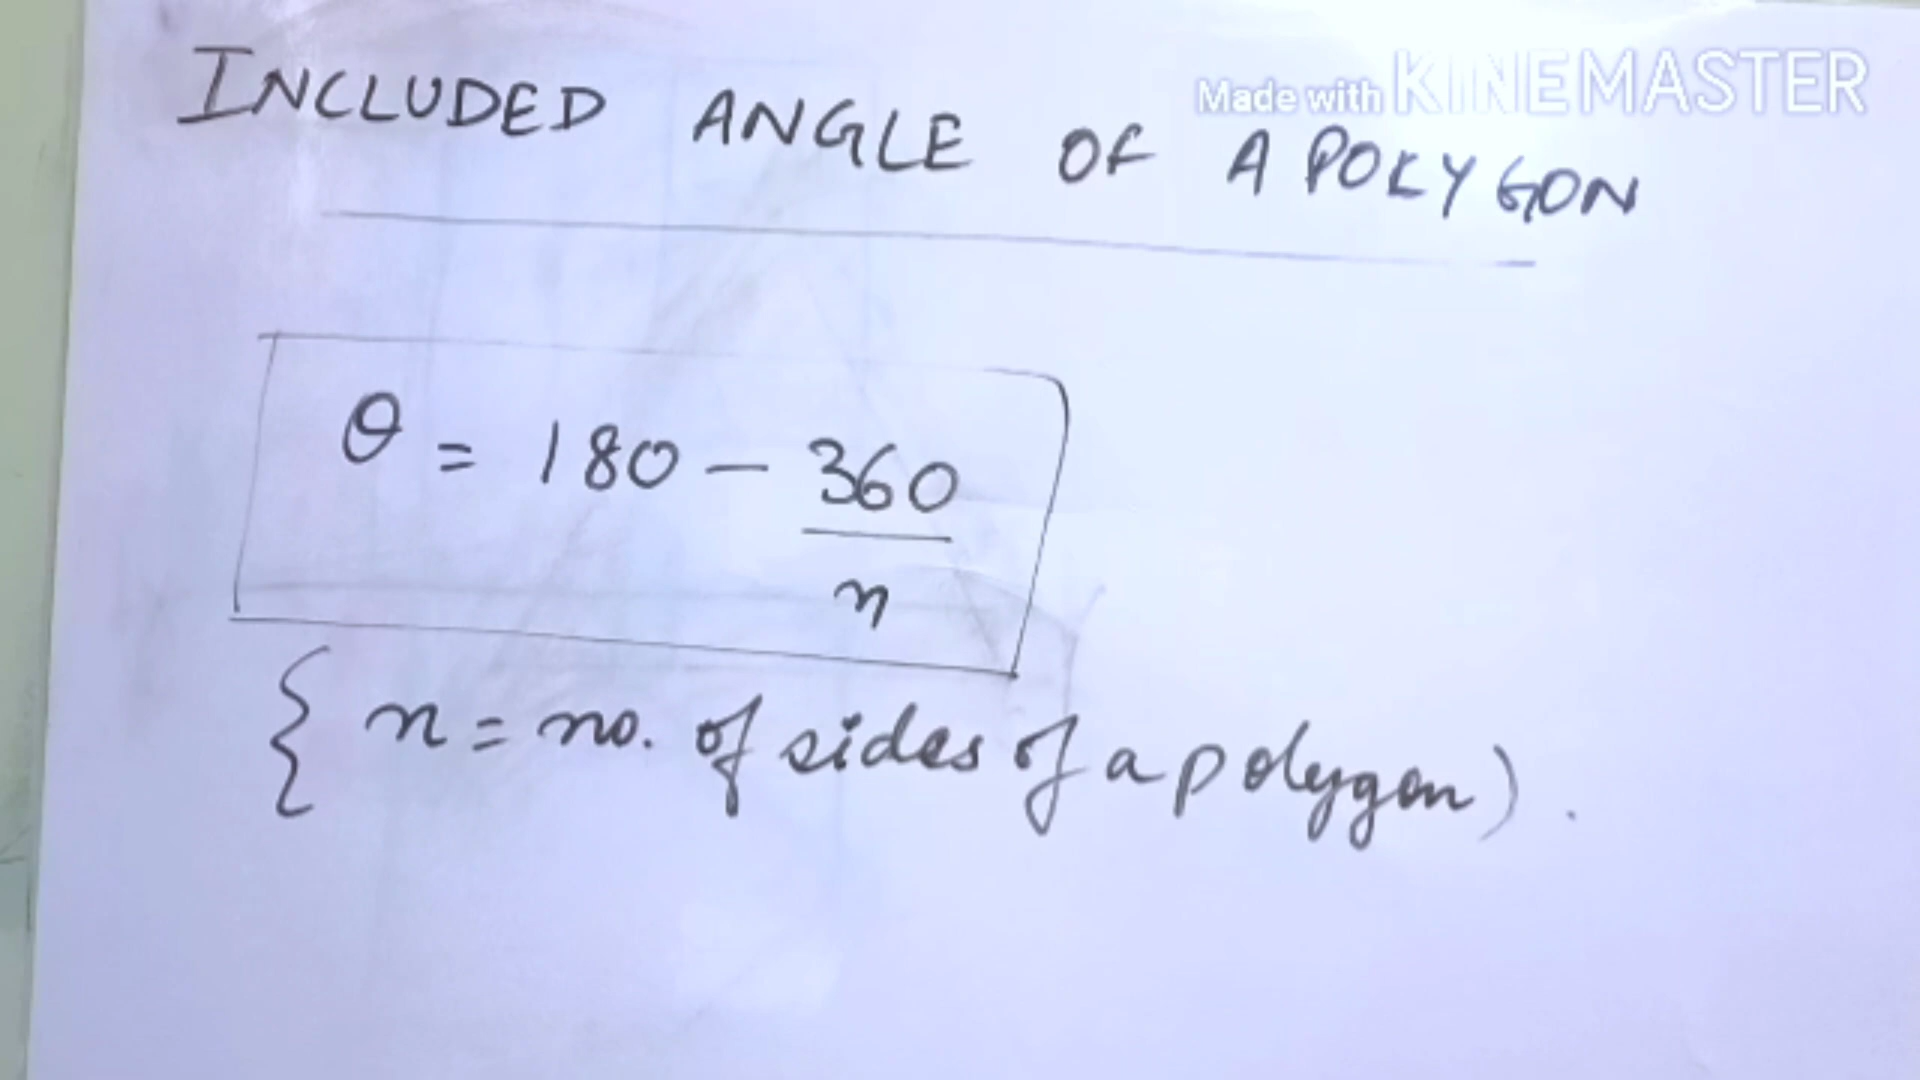 Made with KINEMASTER
INCLUDED ANGLE OF A POLYGON
θ = 180 - 360/n
{ n = no. of sides of a polygon).